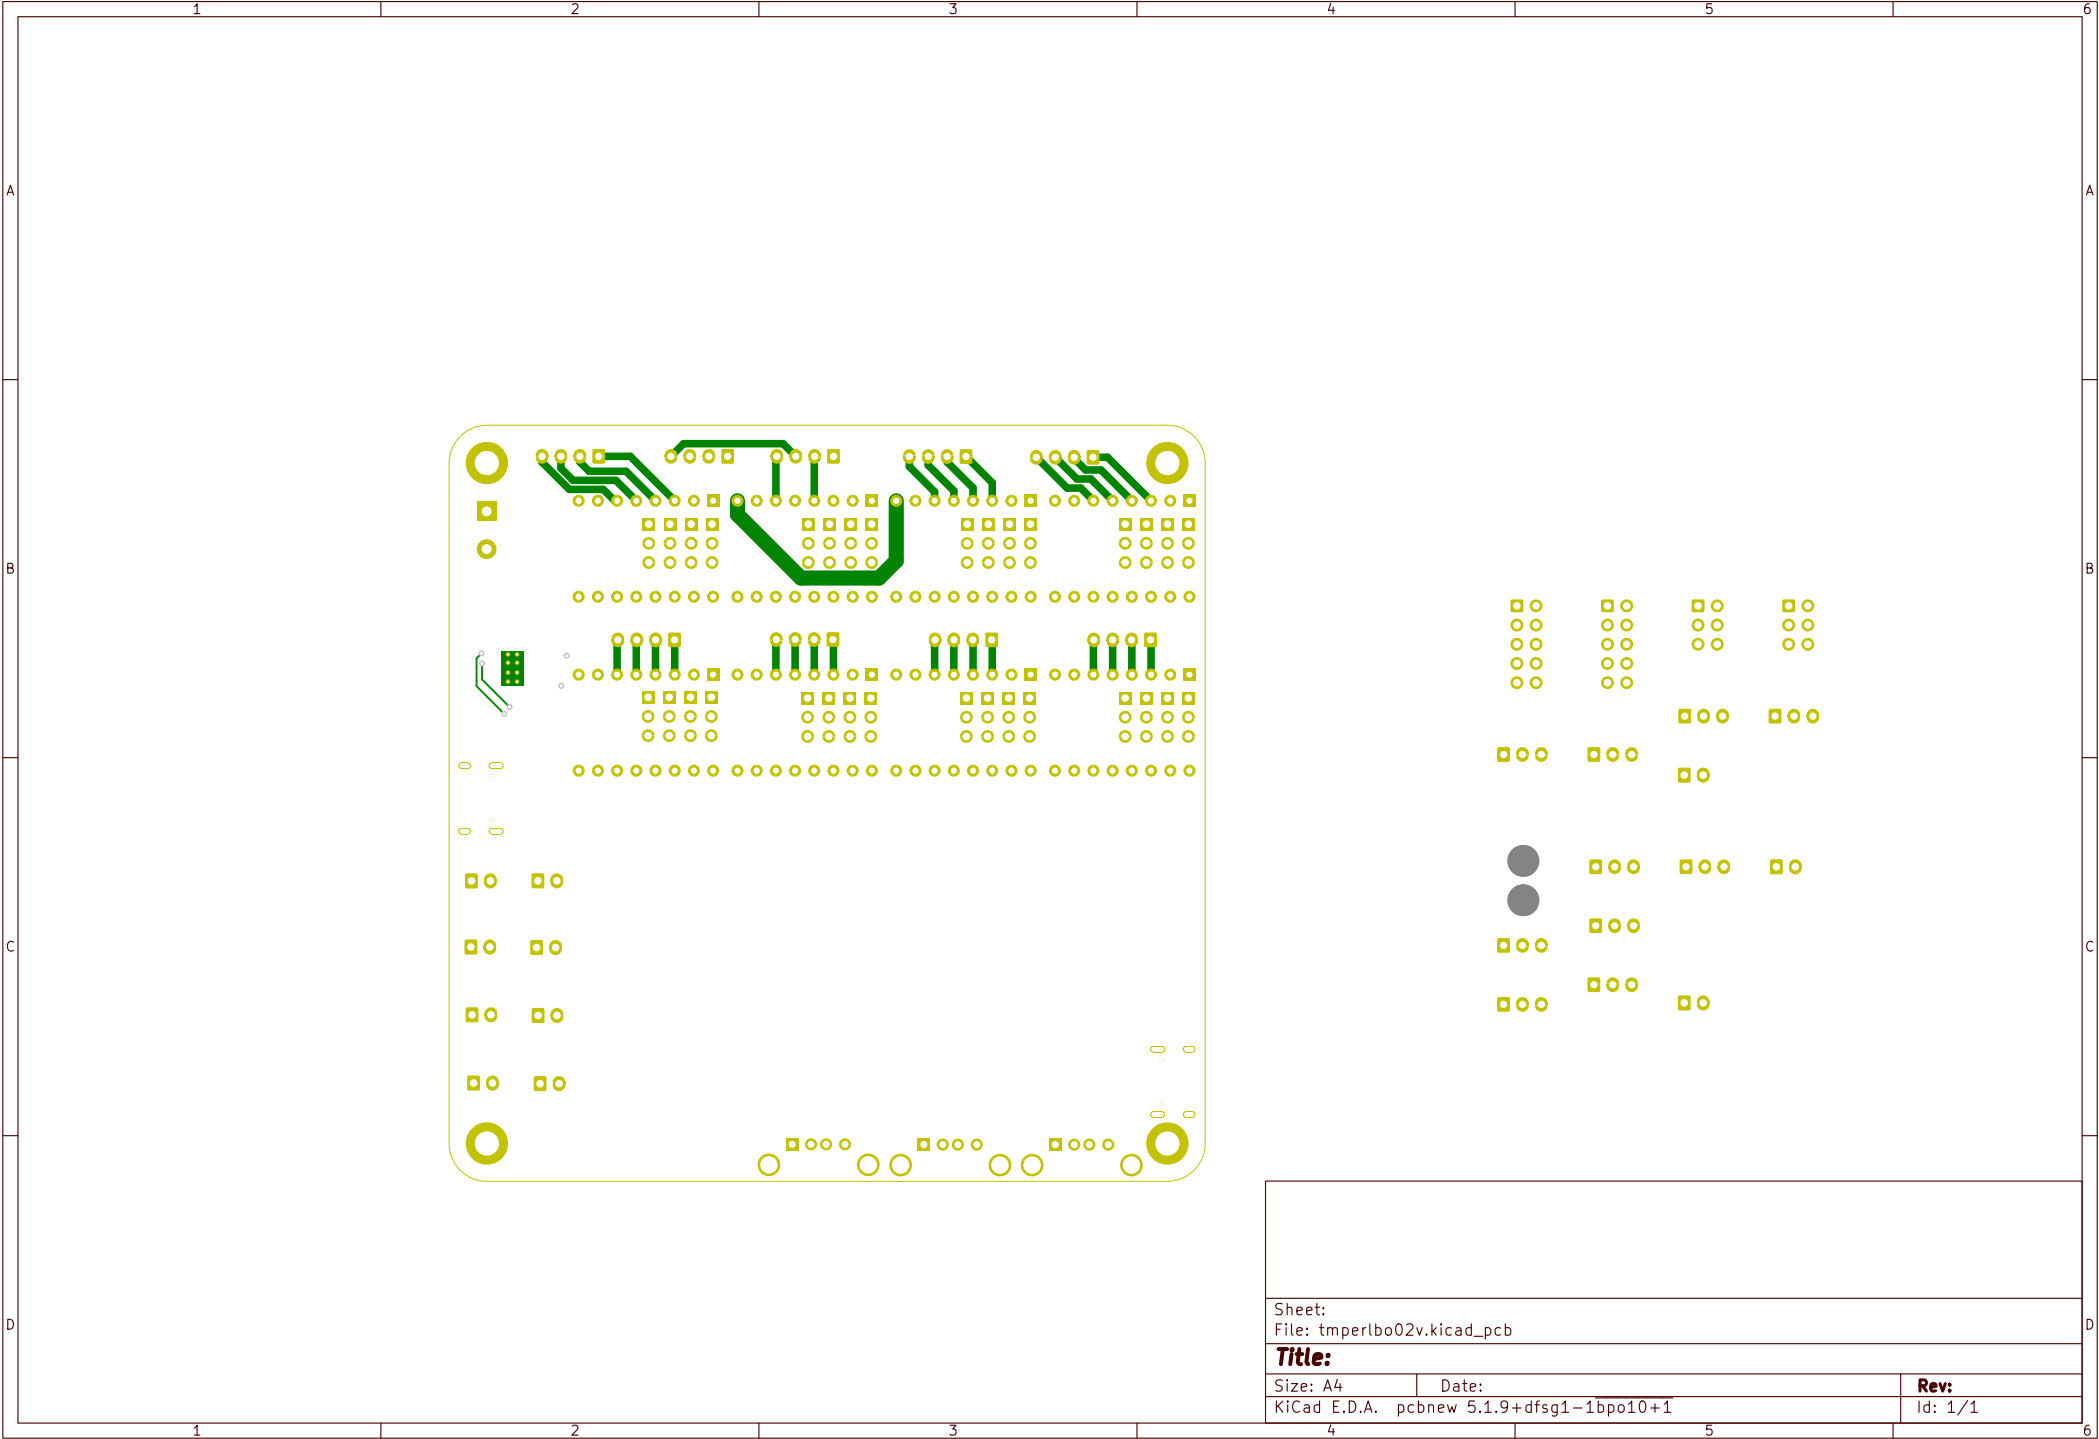 1 2 3 4 5 6
A A
B B
C C
D D
Sheet:
File: tmperlbo02v.kicad_pcb
Title:
Size: A4 Date: Rev:
KiCad E.D.A. pcbnew 5.1.9+dfsg1-1bpo10+1 Id: 1/1
1 2 3 4 5 6